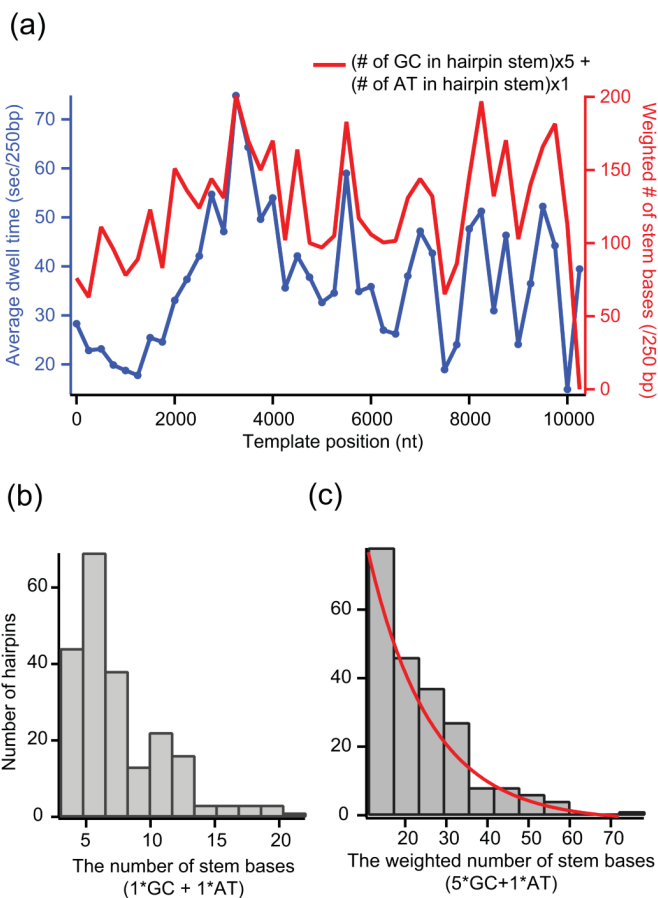 (a)
(# of GC in hairpin stem)x5 +
(# of AT in hairpin stem)x1
Average dwell time (sec/250bp)
70
60
50
40
30
20
200
150
100
50
0
Weighted # of stem bases (/250 bp)
0 2000 4000 6000 8000 10000
Template position (nt)
(b)
Number of hairpins
60
40
20
0
5 10 15 20
The number of stem bases
(1*GC + 1*AT)
(c)
60
40
20
0
20 30 40 50 60 70
The weighted number of stem bases
(5*GC+1*AT)